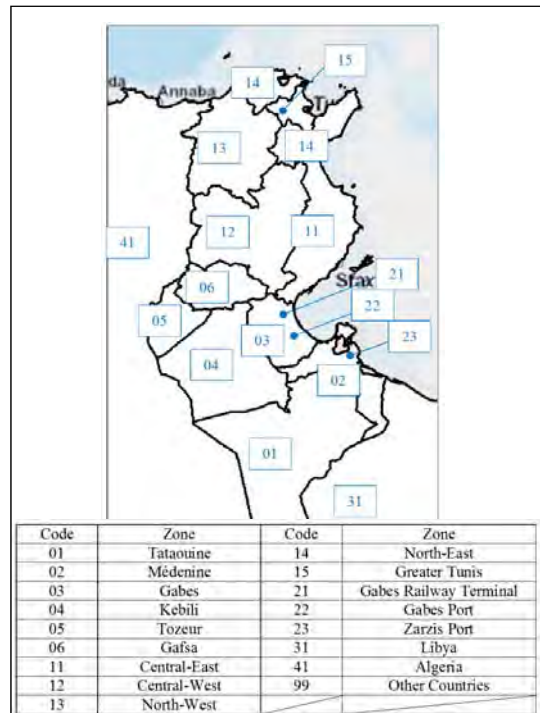 15
da
Annaba
14
Tu
13
14
12
11
41
Sfax
21
06
22
05
03
23
04
02
01
31
Code Zone Code Zone
01 Tataouine 14 North-East
02 Médenine 15 Greater Tunis
03 Gabes 21 Gabes Railway Terminal
04 Kebili 22 Gabes Port
05 Tozeur 23 Zarzis Port
06 Gafsa 31 Libya
11 Central-East 41 Algeria
12 Central-West 99 Other Countries
13 North-West